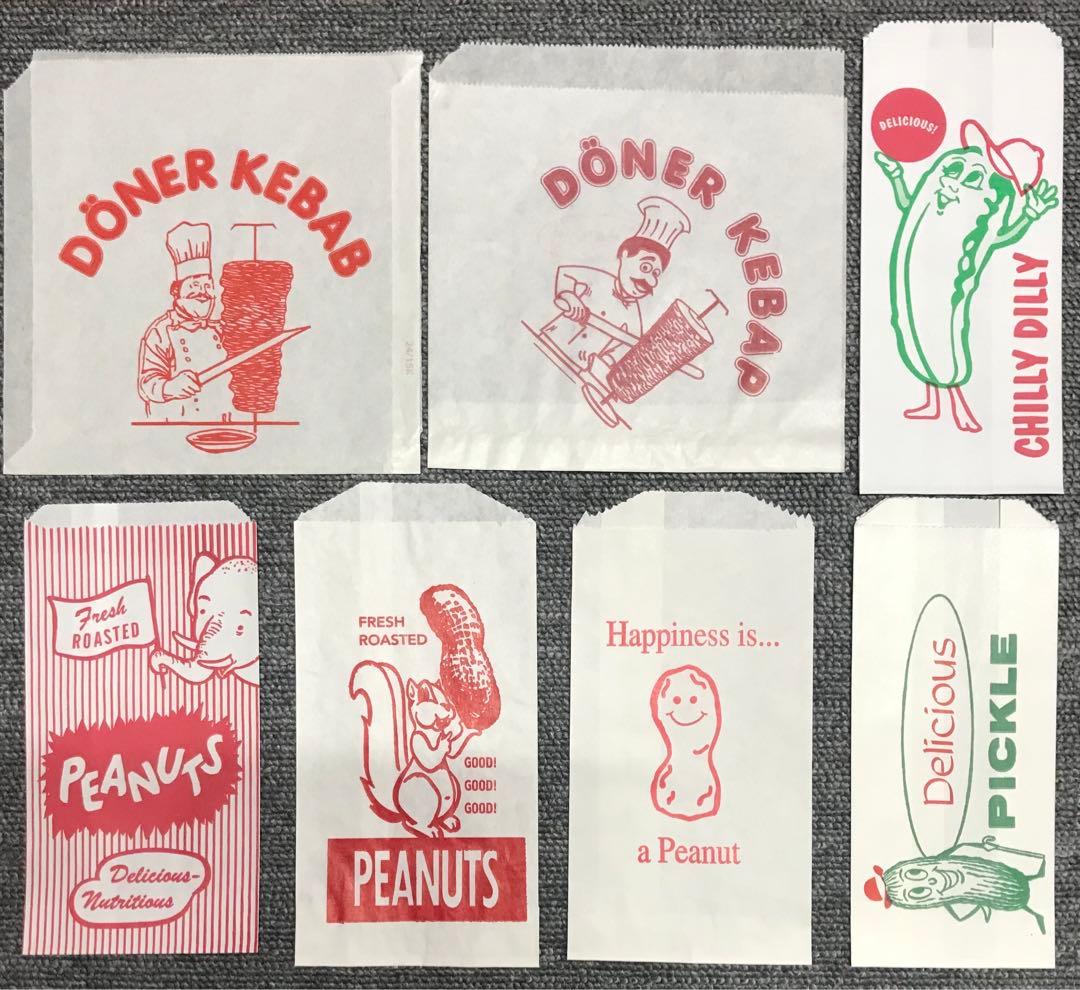 DÖNER KEBAB
DÖNER KEBAP
DELICIOUS!
CHILLY DILLY
Fresh
ROASTED
PEANUTS
Delicious-
Nutritious
FRESH
ROASTED
GOOD!
GOOD!
GOOD!
PEANUTS
Happiness is...
a Peanut
Delicious
PICKLE